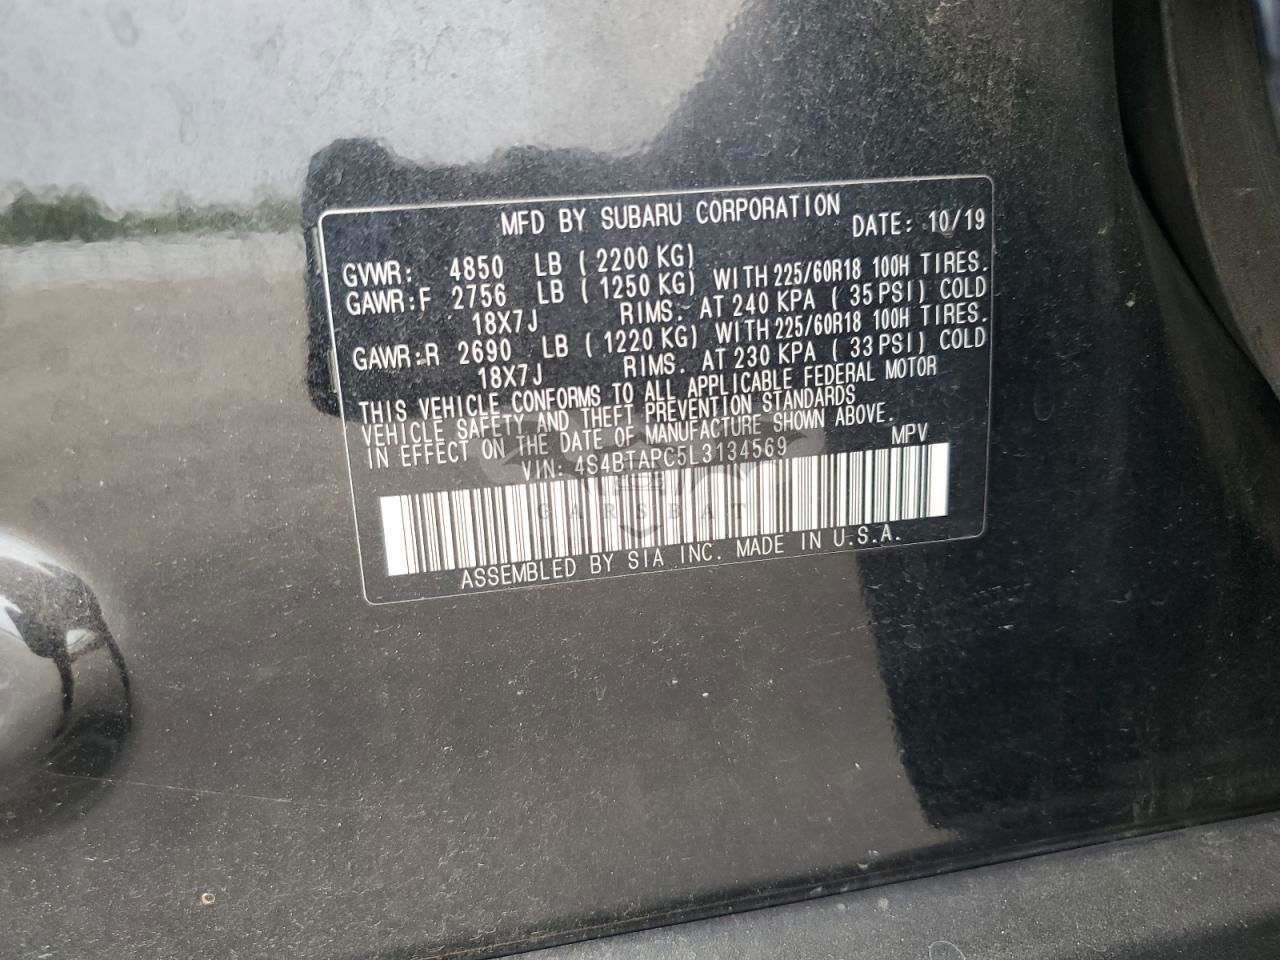 MFD BY SUBARU CORPORATION DATE: 10/19
GVWR: 4850 LB ( 2200 KG)
GAWR:F 2756 LB ( 1250 KG) WITH 225/60R18 100H TIRES.
18X7J RIMS. AT 240 KPA ( 35 PSI) COLD
GAWR:R 2690 LB ( 1220 KG) WITH 225/60R18 100H TIRES.
18X7J RIMS. AT 230 KPA ( 33 PSI) COLD
THIS VEHICLE CONFORMS TO ALL APPLICABLE FEDERAL MOTOR
VEHICLE SAFETY AND THEFT PREVENTION STANDARDS
IN EFFECT ON THE DATE OF MANUFACTURE SHOWN ABOVE.
VIN: 4S4BTAPC5L3134569 MPV
CARSBAT
ASSEMBLED BY SIA INC. MADE IN U.S.A.